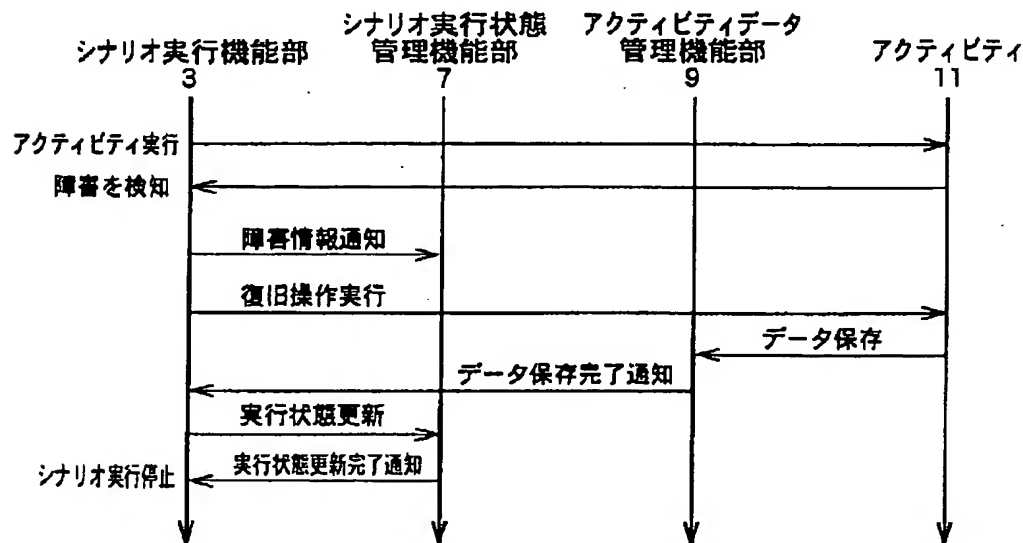 シナリオ実行状態 アクティビティデータ
シナリオ実行機能部 管理機能部 管理機能部 アクティビティ
3 7 9 11
アクティビティ実行
障害を検知
障害情報通知
復旧操作実行
データ保存
データ保存完了通知
実行状態更新
シナリオ実行停止 実行状態更新完了通知